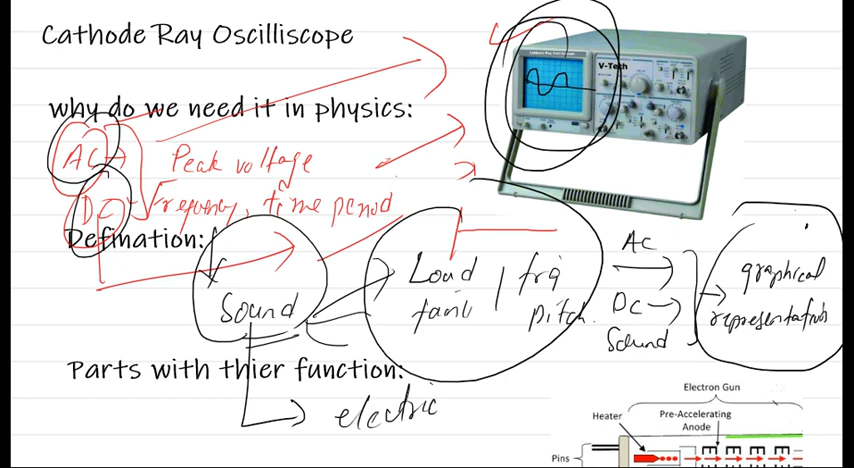 Cathode Ray Oscilliscope
V-Tech
why do we need it in physics:
AC
Peak voltage
DC
Frequency, time period
Defination:
Sound
Loud
faint
frq
pitch.
AC
DC
Sound
graphical
Parts with thier function:
electric
Electron Gun
Heater
Pre-Accelerating
Anode
Pins